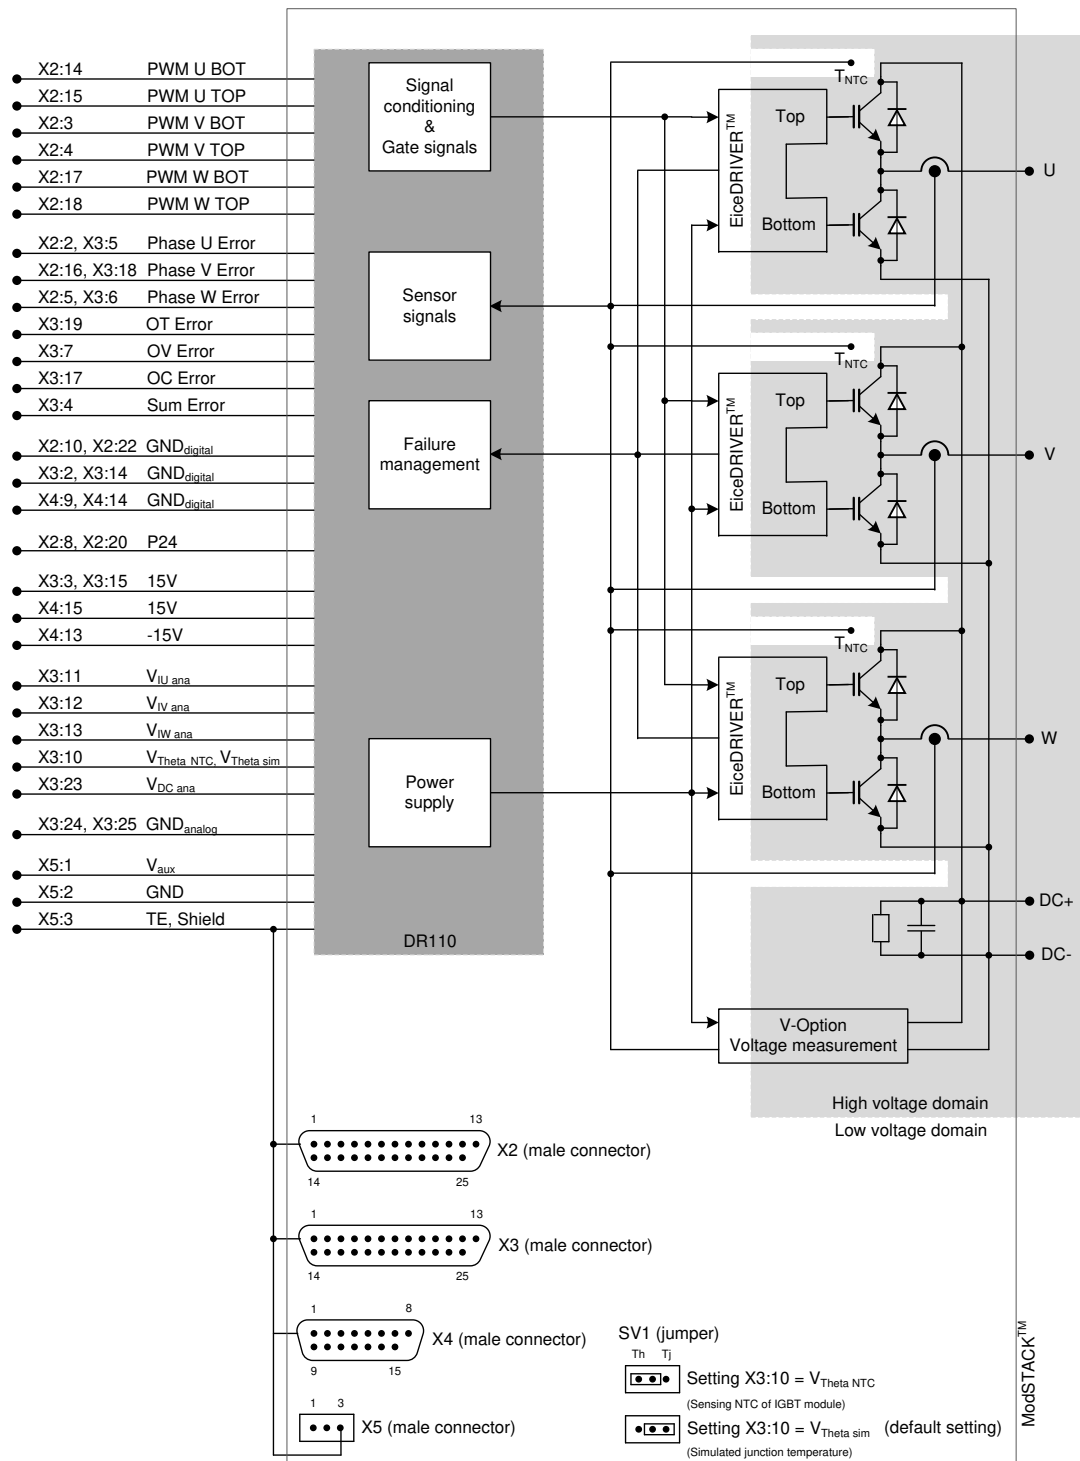 X2:14 PWM U BOT
X2:15 PWM U TOP
X2:3 PWM V BOT
X2:4 PWM V TOP
X2:17 PWM W BOT
X2:18 PWM W TOP
X2:2, X3:5 Phase U Error
X2:16, X3:18 Phase V Error
X2:5, X3:6 Phase W Error
X3:19 OT Error
X3:7 OV Error
X3:17 OC Error
X3:4 Sum Error
X2:10, X2:22 GNDdigital
X3:2, X3:14 GNDdigital
X4:9, X4:14 GNDdigital
X2:8, X2:20 P24
X3:3, X3:15 15V
X4:15 15V
X4:13 -15V
X3:11 VIU ana
X3:12 VIV ana
X3:13 VIW ana
X3:10 VTheta NTC, VTheta sim
X3:23 VDC ana
X3:24, X3:25 GNDanalog
X5:1 Vaux
X5:2 GND
X5:3 TE, Shield
Signal
conditioning
&
Gate signals
Sensor
signals
Failure
management
Power
supply
DR110
TNTC
EiceDRIVER™
Top
Bottom
U
TNTC
EiceDRIVER™
Top
Bottom
V
TNTC
EiceDRIVER™
Top
Bottom
W
DC+
DC-
V-Option
Voltage measurement
High voltage domain
Low voltage domain
1 13
X2 (male connector)
14 25
1 13
X3 (male connector)
14 25
1 8
X4 (male connector)
9 15
1 3
X5 (male connector)
SV1 (jumper)
Th Tj
Setting X3:10 = VTheta NTC
(Sensing NTC of IGBT module)
Setting X3:10 = VTheta sim (default setting)
(Simulated junction temperature)
ModSTACK™